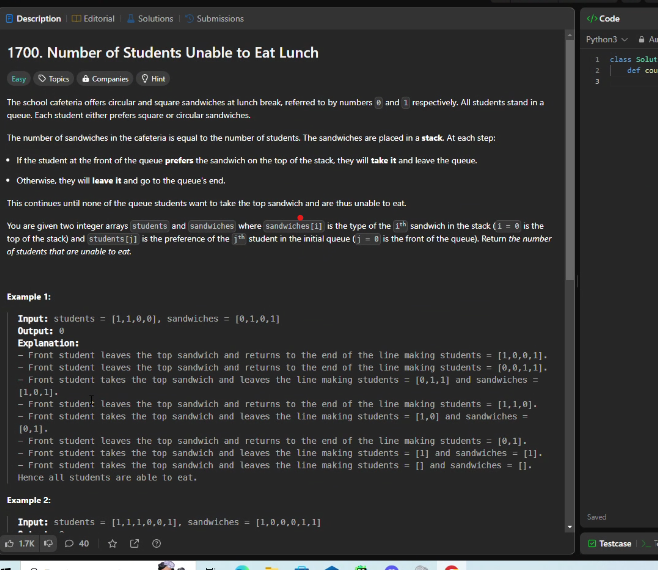 Description | Editorial | Solutions | Submissions
</> Code
Python3 Au
1700. Number of Students Unable to Eat Lunch
1 class Solut
2 def cou
3
Easy Topics Companies Hint
The school cafeteria offers circular and square sandwiches at lunch break, referred to by numbers 0 and 1 respectively. All students stand in a
queue. Each student either prefers square or circular sandwiches.
The number of sandwiches in the cafeteria is equal to the number of students. The sandwiches are placed in a stack. At each step:
• If the student at the front of the queue prefers the sandwich on the top of the stack, they will take it and leave the queue.
• Otherwise, they will leave it and go to the queue's end.
This continues until none of the queue students want to take the top sandwich and are thus unable to eat.
You are given two integer arrays students and sandwiches where sandwiches[i] is the type of the ith sandwich in the stack (i = 0 is the
top of the stack) and students[j] is the preference of the jth student in the initial queue (j = 0 is the front of the queue). Return the number
of students that are unable to eat.
Example 1:
Input: students = [1,1,0,0], sandwiches = [0,1,0,1]
Output: 0
Explanation:
- Front student leaves the top sandwich and returns to the end of the line making students = [1,0,0,1].
- Front student leaves the top sandwich and returns to the end of the line making students = [0,0,1,1].
- Front student takes the top sandwich and leaves the line making students = [0,1,1] and sandwiches =
[1,0,1].
- Front student leaves the top sandwich and returns to the end of the line making students = [1,1,0].
- Front student takes the top sandwich and leaves the line making students = [1,0] and sandwiches =
[0,1].
- Front student leaves the top sandwich and returns to the end of the line making students = [0,1].
- Front student takes the top sandwich and leaves the line making students = [1] and sandwiches = [1].
- Front student takes the top sandwich and leaves the line making students = [] and sandwiches = [].
Hence all students are able to eat.
Example 2:
Input: students = [1,1,1,0,0,1], sandwiches = [1,0,0,0,1,1]
Saved
1.7K 40
Testcase